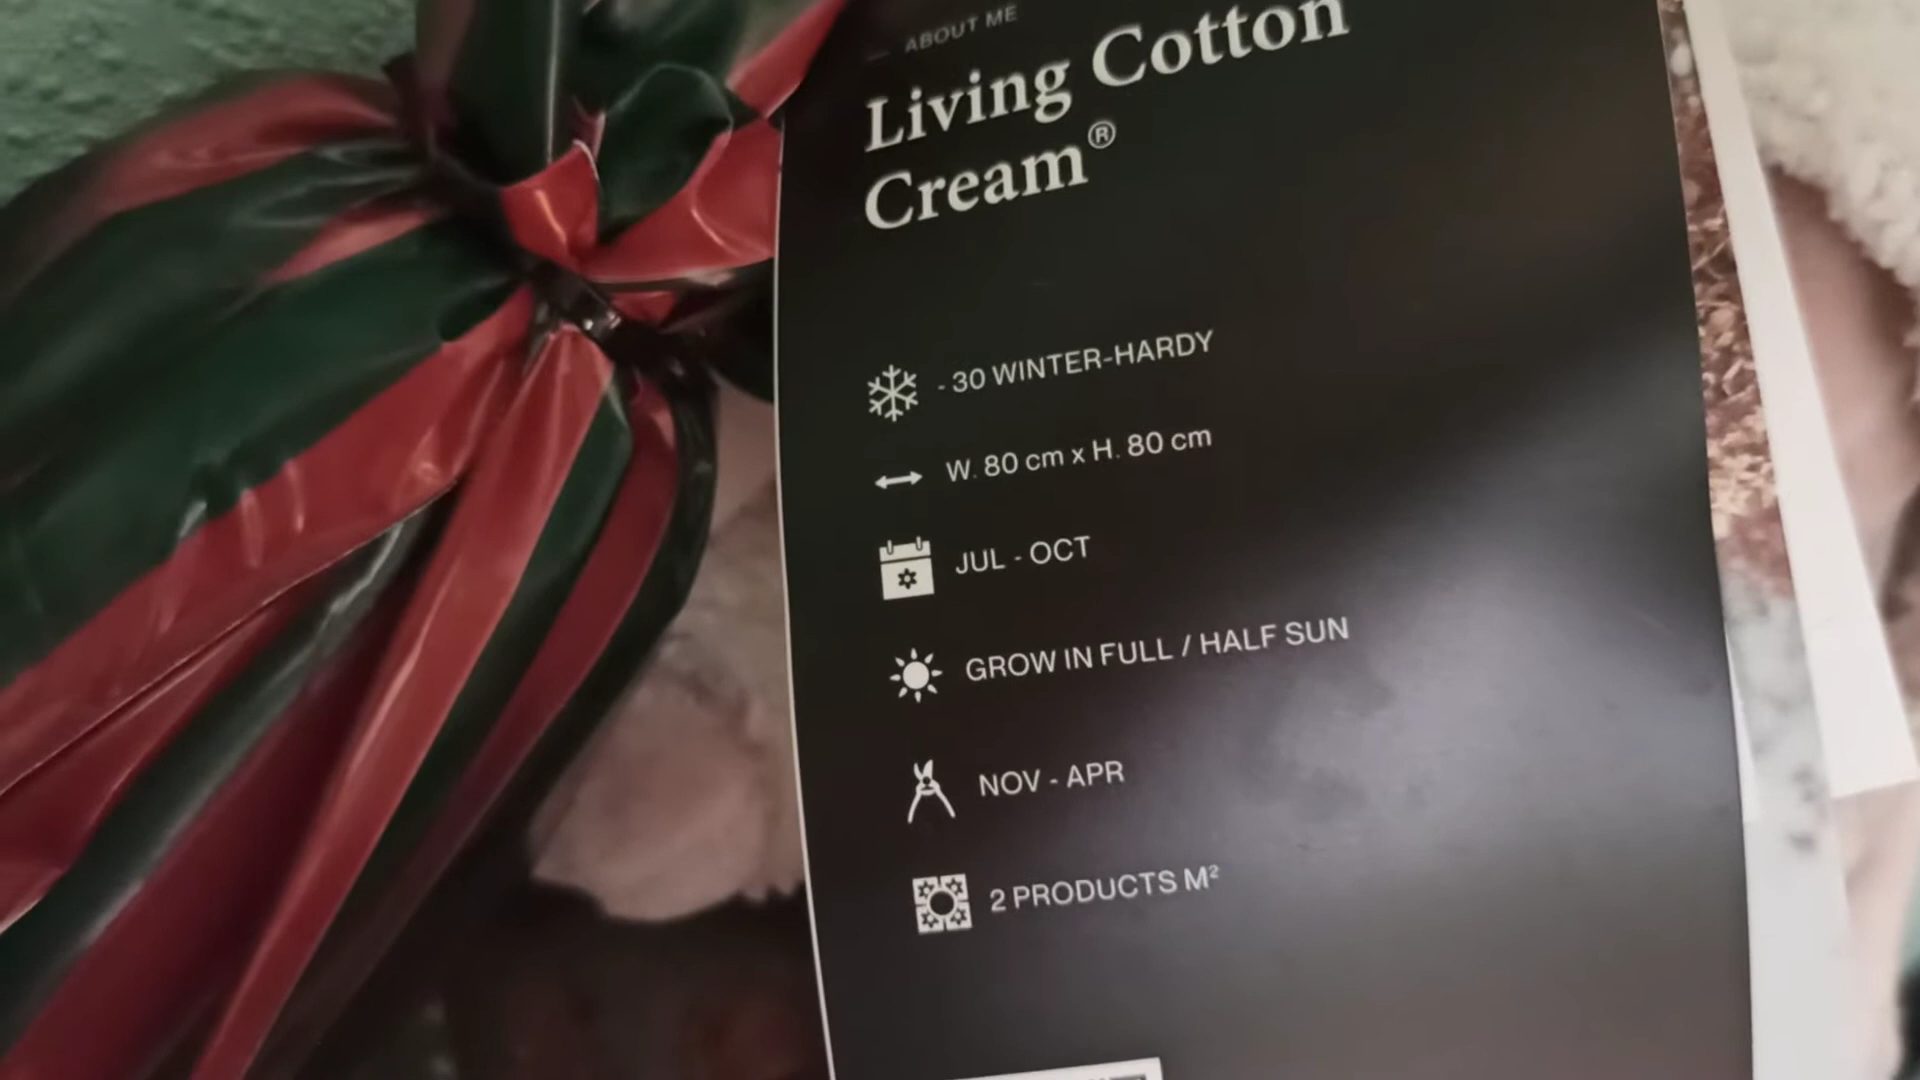 ABOUT ME
Living Cotton
Cream®
- 30 WINTER-HARDY
W. 80 cm x H. 80 cm
JUL - OCT
GROW IN FULL / HALF SUN
NOV - APR
2 PRODUCTS M²